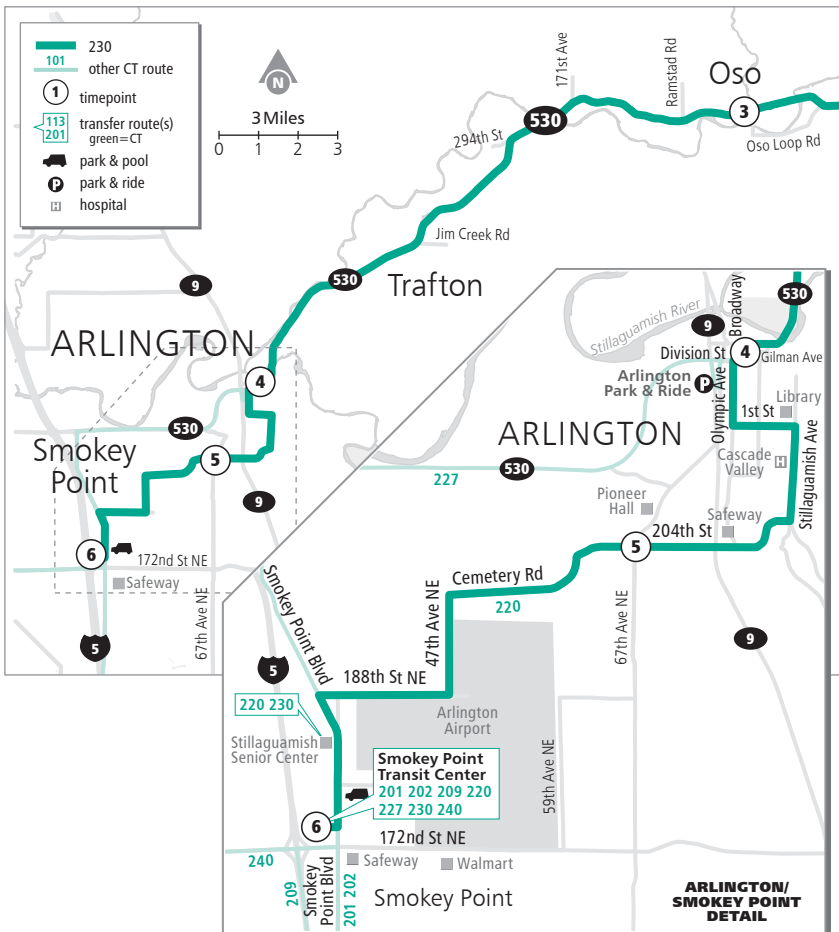 230
101
other CT route
1
timepoint
113
201
transfer route(s)
green=CT
park & pool
P
park & ride
H
hospital
N
3 Miles
0 1 2 3
171st Ave
Ramstad Rd
Oso
530
3
294th St
Oso Loop Rd
Jim Creek Rd
530
Trafton
9
ARLINGTON
4
530
Smokey
Point
5
9
6
172nd St NE
Safeway
67th Ave NE
5
530
Stillaguamish River
9
Broadway
Division St
4
Gilman Ave
Arlington
Park & Ride
P
Olympic Ave
Library
1st St
ARLINGTON
Stillaguamish Ave
Cascade
Valley
H
530
227
Pioneer
Hall
Safeway
204th St
5
Cemetery Rd
220
Smokey Point Blvd
47th Ave NE
67th Ave NE
9
5
188th St NE
220 230
Arlington
Airport
Stillaguamish
Senior Center
Smokey Point
Transit Center
201 202 209 220
227 230 240
59th Ave NE
6
172nd St NE
240
Safeway
Walmart
209
Smokey
Point Blvd
201 202
Smokey Point
ARLINGTON/
SMOKEY POINT
DETAIL